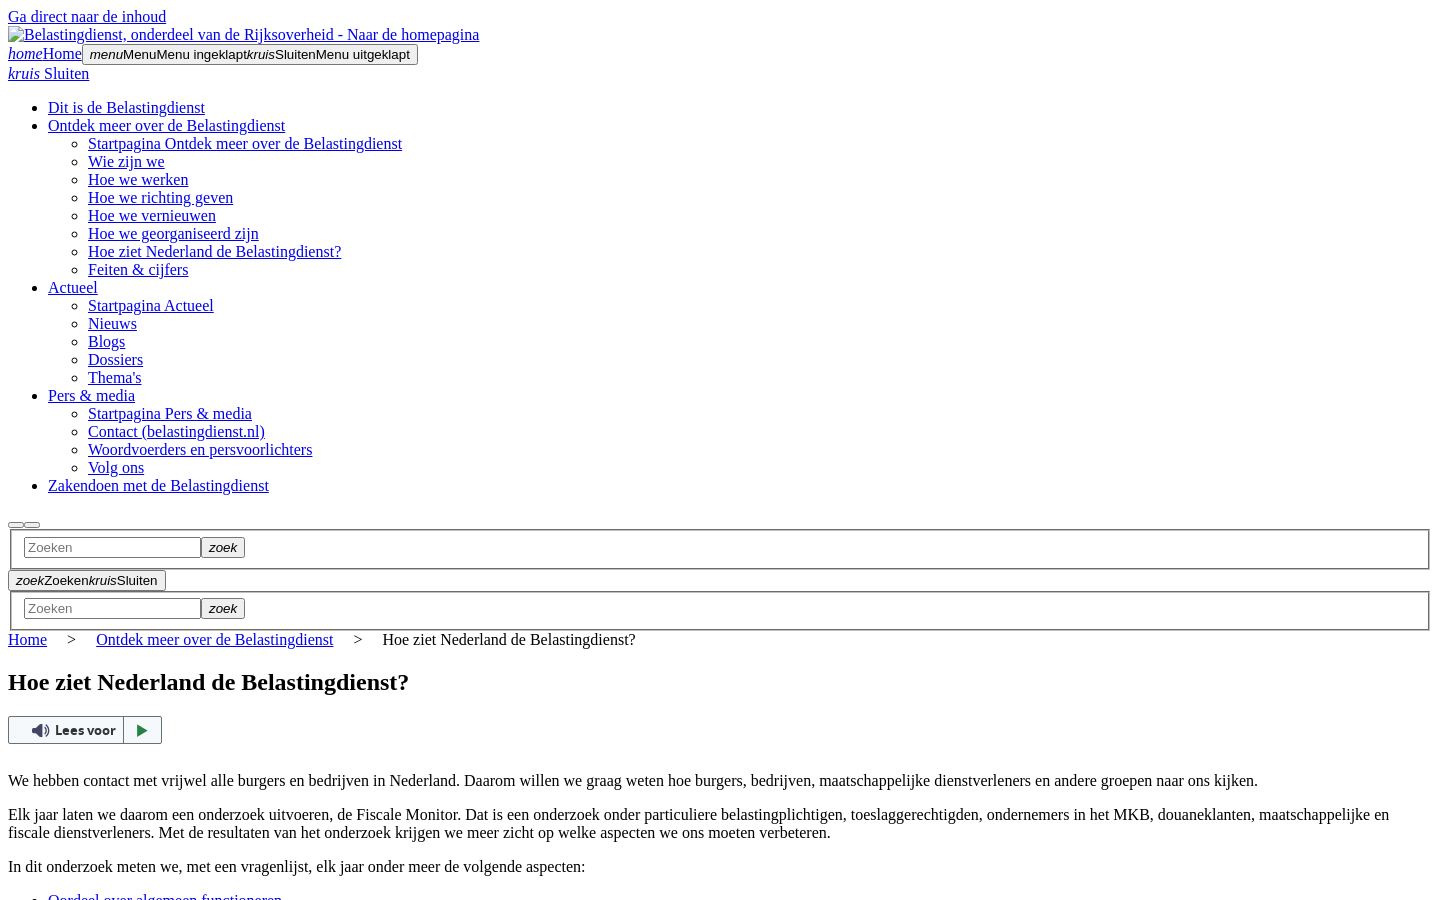 Ga direct naar de inhoud
Belastingdienst, onderdeel van de Rijksoverheid - Naar de homepagina
homeHomemenuMenuMenu ingeklaptkruisSluitenMenu uitgeklapt
kruis Sluiten
Dit is de Belastingdienst
Ontdek meer over de Belastingdienst
Startpagina Ontdek meer over de Belastingdienst
Wie zijn we
Hoe we werken
Hoe we richting geven
Hoe we vernieuwen
Hoe we georganiseerd zijn
Hoe ziet Nederland de Belastingdienst?
Feiten & cijfers
Actueel
Startpagina Actueel
Nieuws
Blogs
Dossiers
Thema's
Pers & media
Startpagina Pers & media
Contact (belastingdienst.nl)
Woordvoerders en persvoorlichters
Volg ons
Zakendoen met de Belastingdienst
Zoeken zoek
zoekZoekenkruisSluiten
Zoeken zoek
Home > Ontdek meer over de Belastingdienst > Hoe ziet Nederland de Belastingdienst?
Hoe ziet Nederland de Belastingdienst?
Lees voor
We hebben contact met vrijwel alle burgers en bedrijven in Nederland. Daarom willen we graag weten hoe burgers, bedrijven, maatschappelijke dienstverleners en andere groepen naar ons kijken.
Elk jaar laten we daarom een onderzoek uitvoeren, de Fiscale Monitor. Dat is een onderzoek onder particuliere belastingplichtigen, toeslaggerechtigden, ondernemers in het MKB, douaneklanten, maatschappelijke en
fiscale dienstverleners. Met de resultaten van het onderzoek krijgen we meer zicht op welke aspecten we ons moeten verbeteren.
In dit onderzoek meten we, met een vragenlijst, elk jaar onder meer de volgende aspecten:
Oordeel over algemeen functioneren